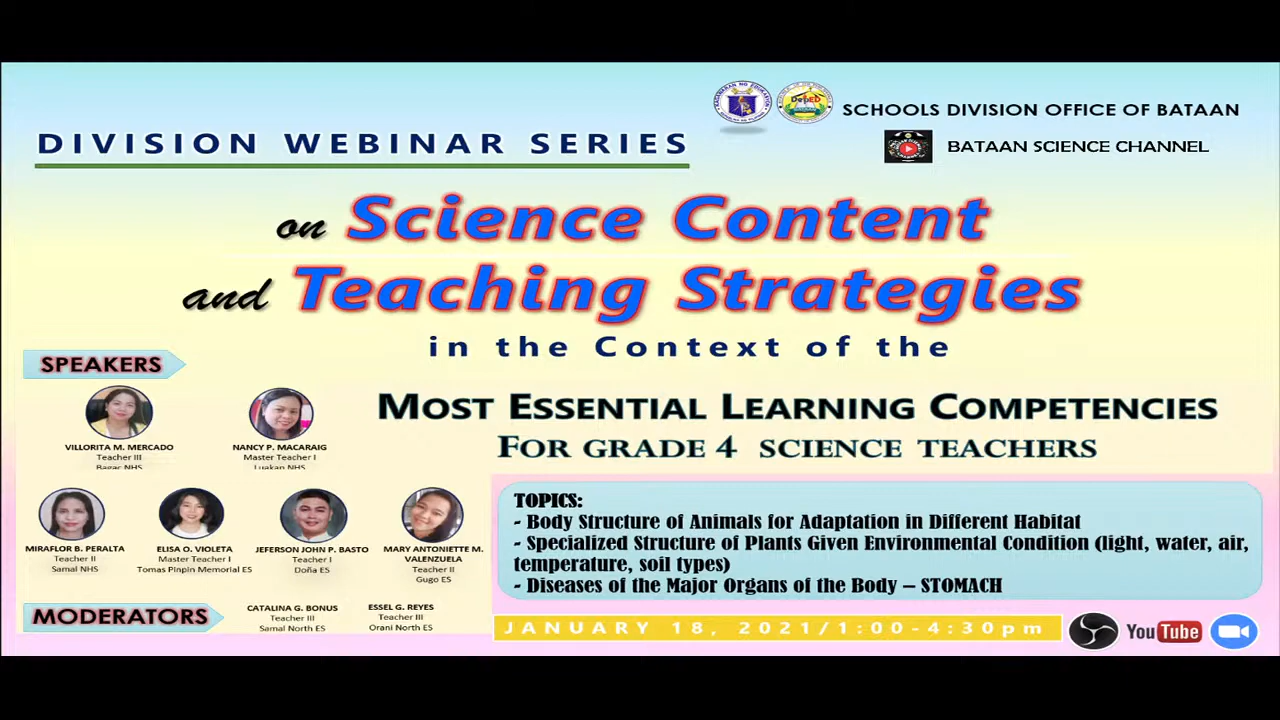 DIVISION WEBINAR SERIES
SCHOOLS DIVISION OFFICE OF BATAAN
BATAAN SCIENCE CHANNEL
on Science Content
and Teaching Strategies
in the Context of the
MOST ESSENTIAL LEARNING COMPETENCIES
FOR GRADE 4 SCIENCE TEACHERS
SPEAKERS
VILLORITA M. MERCADO
Teacher III
Bagac NHS
NANCY P. MACARAIG
Master Teacher I
Luakan NHS
MIRAFLOR B. PERALTA
Teacher II
Samal NHS
ELISA O. VIOLETA
Master Teacher I
Tomas Pinpin Memorial ES
JEFERSON JOHN P. BASTO
Teacher I
Doña ES
MARY ANTONIETTE M.
VALENZUELA
Teacher II
Gugo ES
MODERATORS
CATALINA G. BONUS
Teacher III
Samal North ES
ESSEL G. REYES
Teacher III
Orani North ES
TOPICS:
- Body Structure of Animals for Adaptation in Different Habitat
- Specialized Structure of Plants Given Environmental Condition (light, water, air,
temperature, soil types)
- Diseases of the Major Organs of the Body – STOMACH
JANUARY 18, 2021/1:00-4:30pm
YouTube